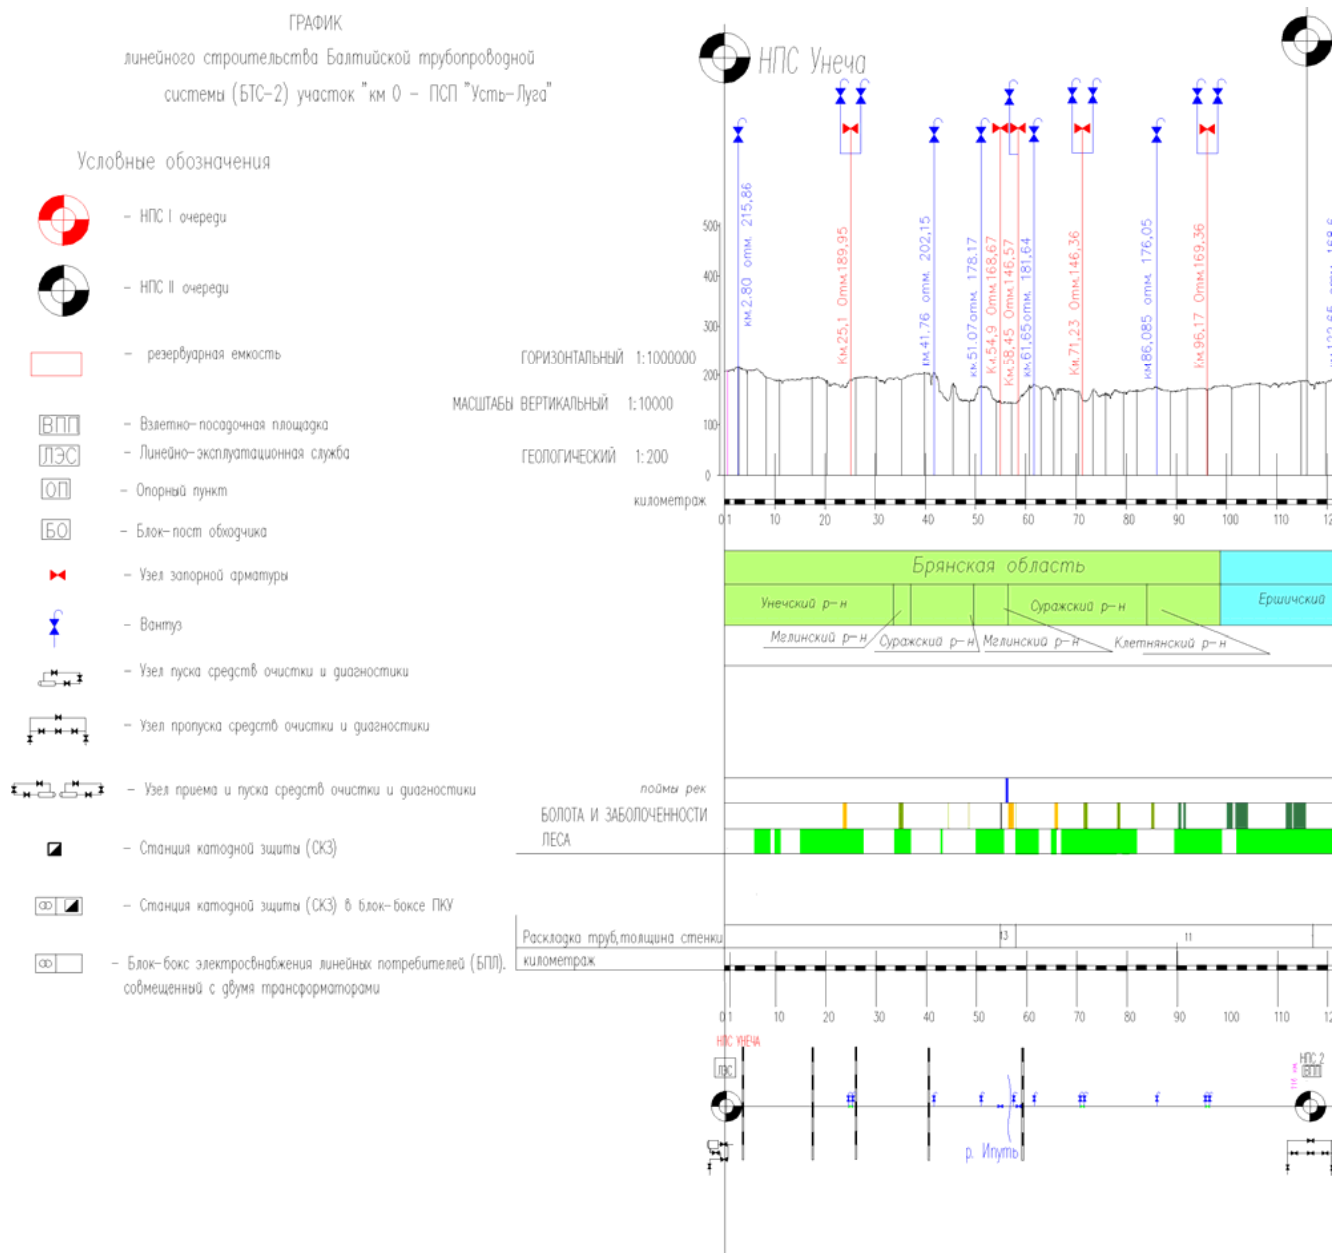 ГРАФИК
линейного строительства Балтийской трубопроводной
системы (БТС-2) участок "км 0 - ПСП "Усть-Луга"
Условные обозначения
- НПС I очереди
- НПС II очереди
- резервуарная емкость
ВПП - Взлетно-посадочная площадка
ЛЭС - Линейно-эксплуатационная служба
ОП - Опорный пункт
БО - Блок-пост обходчика
- Узел запорной арматуры
- Вантуз
- Узел пуска средств очистки и диагностики
- Узел пропуска средств очистки и диагностики
- Узел приема и пуска средств очистки и диагностики
- Станция катодной защиты (СКЗ)
- Станция катодной защиты (СКЗ) в блок-боксе ПКУ
- Блок-бокс электроснабжения линейных потребителей (БПЛ),
совмещенный с двумя трансформаторами
НПС Унеча
км.2.80 отм. 215,86
Км.25,1 Отм.189,95
км.41.76 отм. 202,15
км.51.07отм. 178.17
Км.54,9 Отм.168,67
Км.58,45 Отм.146,57
км.61.65отм. 181,64
Км.71,23 Отм.146,36
км86,085 отм. 176,05
Км.96,17 Отм.169,36
500
400
300
200
100
0
ГОРИЗОНТАЛЬНЫЙ 1:1000000
МАСШТАБЫ ВЕРТИКАЛЬНЫЙ 1:10000
ГЕОЛОГИЧЕСКИЙ 1:200
километраж
0.1 10 20 30 40 50 60 70 80 90 100 110 12
Брянская область
Унечский р-н
Суражский р-н
Ершичский
Мглинский р-н
Суражский р-н
Мглинский р-н
Клетнянский р-н
поймы рек
БОЛОТА И ЗАБОЛОЧЕННОСТИ
ЛЕСА
Раскладка труб,толщина стенки
13
11
километраж
0.1 10 20 30 40 50 60 70 80 90 100 110 12
НПС УНЕЧА
ЛЭС
р. Ипуть
116 км
НПС 2
ВПП